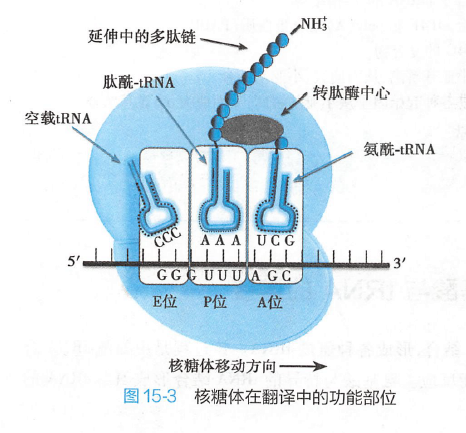 NH₃⁺
延伸中的多肽链
肽酰-tRNA
转肽酶中心
空载tRNA
氨酰-tRNA
CCC AAA UCG
5′ 3′
GGG UUU AGC
E位 P位 A位
核糖体移动方向
图15-3 核糖体在翻译中的功能部位